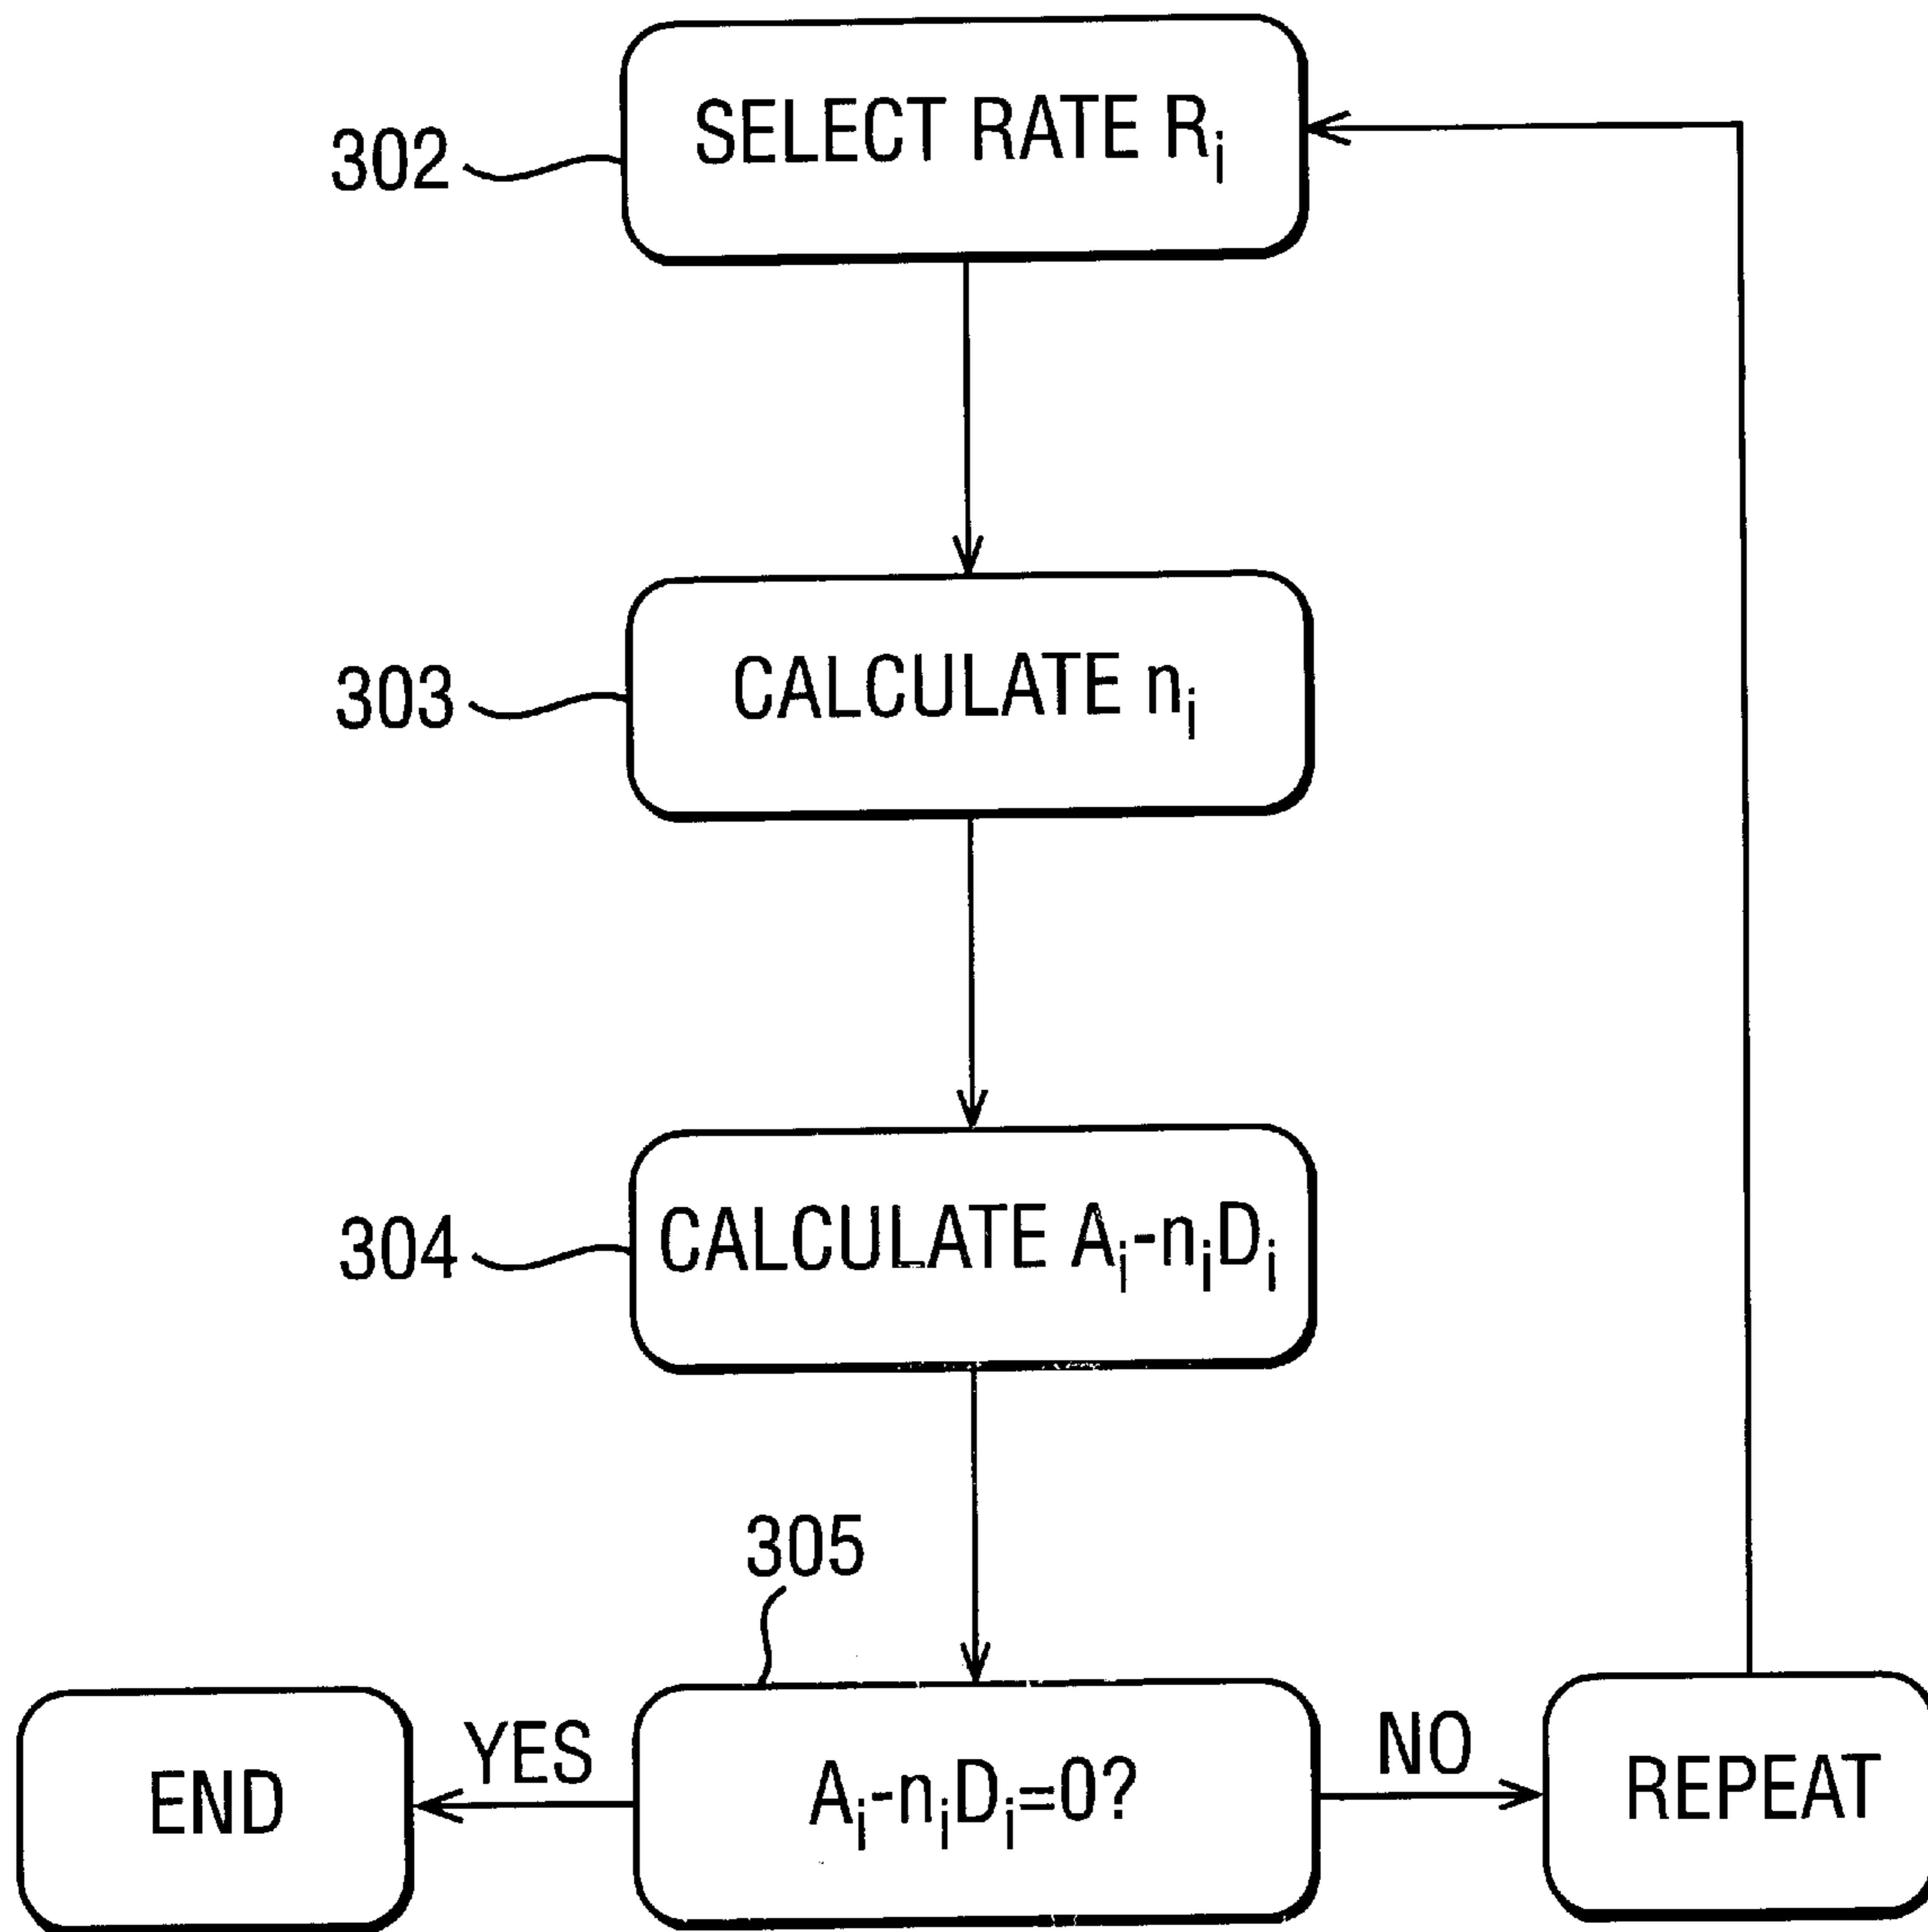 SELECT RATE Ri
302
CALCULATE ni
303
CALCULATE Ai-niDi
304
305
END
YES
Ai-niDi=0?
NO
REPEAT